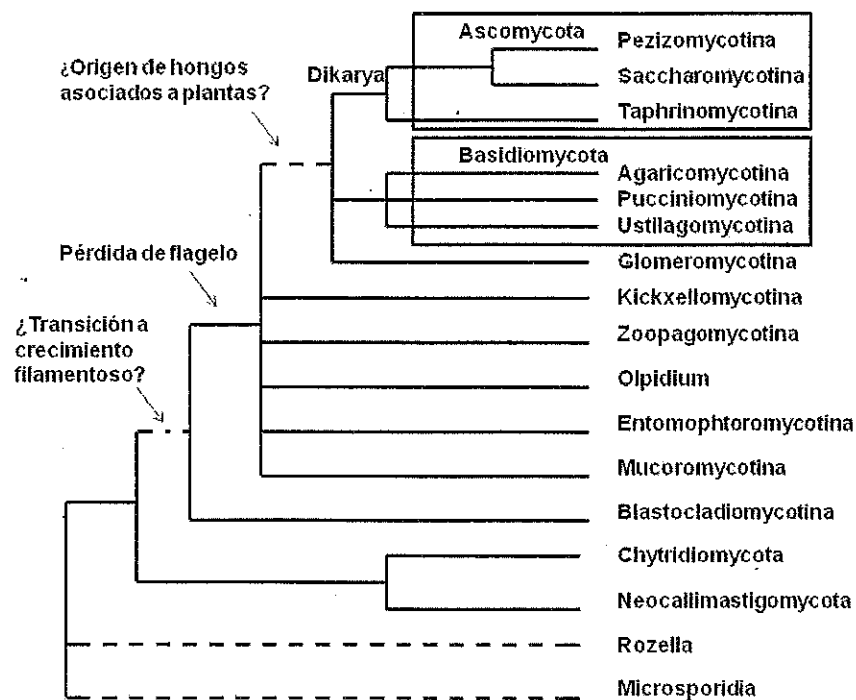 Ascomycota
Pezizomycotina
¿Origen de hongos
asociados a plantas?
Dikarya
Saccharomycotina
Taphrinomycotina
Basidiomycota
Agaricomycotina
Pucciniomycotina
Ustilagomycotina
Pérdida de flagelo
Glomeromycotina
Kickxellomycotina
¿Transición a
crecimiento
filamentoso?
Zoopagomycotina
Olpidium
Entomophtoromycotina
Mucoromycotina
Blastocladiomycotina
Chytridiomycota
Neocallimastigomycota
Rozella
Microsporidia